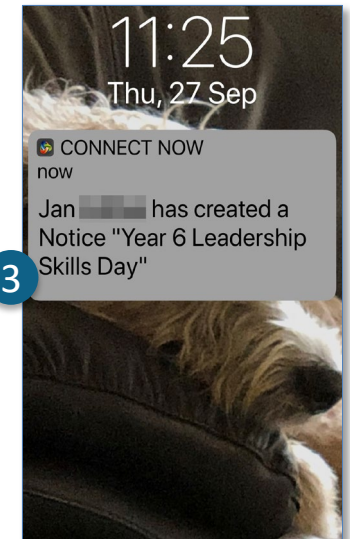 11:25
Thu, 27 Sep
CONNECT NOW
now
Jan has created a
Notice "Year 6 Leadership
Skills Day"
3